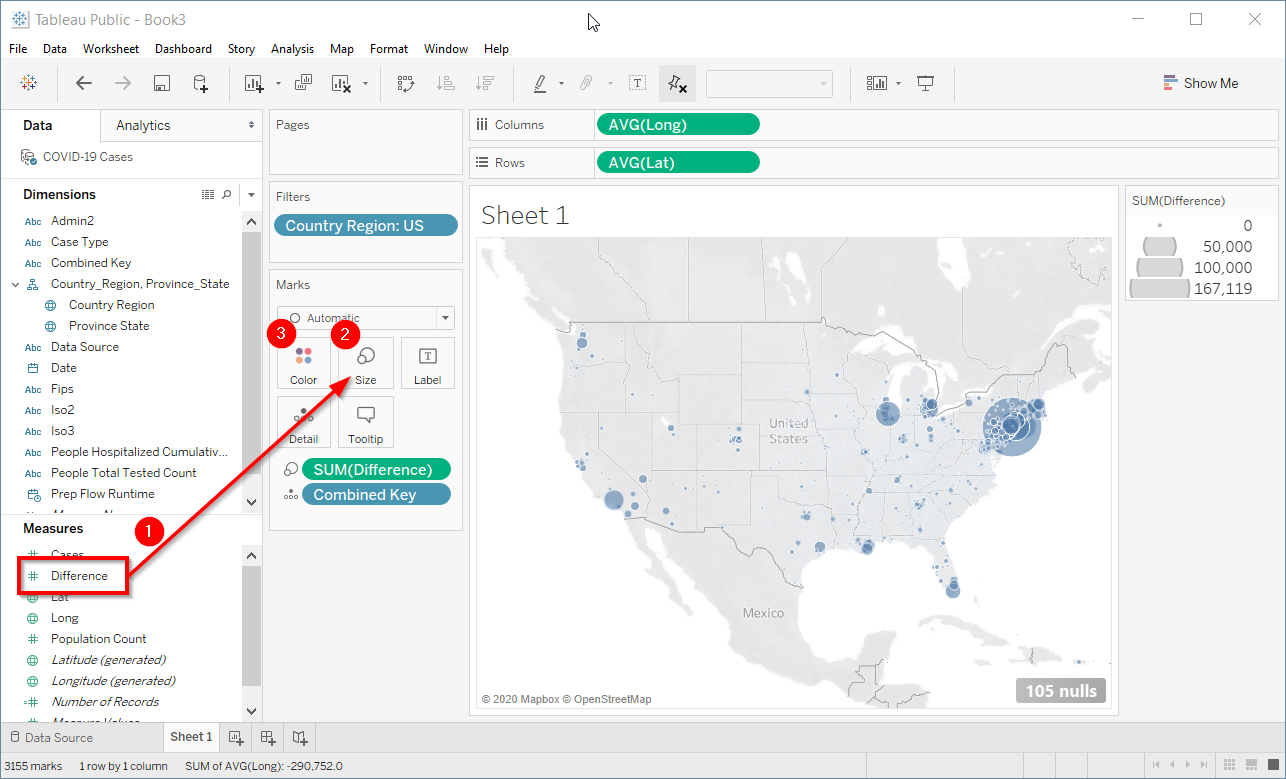 Tableau Public - Book3
File Data Worksheet Dashboard Story Analysis Map Format Window Help
Show Me
Data Analytics
COVID-19 Cases
Dimensions
Abc Admin2
Abc Case Type
Abc Combined Key
Country_Region, Province_State
Country Region
Province State
Abc Data Source
Date
Abc Fips
Abc Iso2
Abc Iso3
Abc People Hospitalized Cumulativ...
Abc People Total Tested Count
Prep Flow Runtime
Measures
1
Cases
Difference
Lat
Long
Population Count
Latitude (generated)
Longitude (generated)
Number of Records
Measure Values
Pages
Filters
Country Region: US
Marks
Automatic
3
2
Color Size Label
Detail Tooltip
SUM(Difference)
Combined Key
Columns AVG(Long)
Rows AVG(Lat)
Sheet 1
United
States
Mexico
© 2020 Mapbox © OpenStreetMap
105 nulls
SUM(Difference)
0
50,000
100,000
167,119
Data Source Sheet 1
3155 marks 1 row by 1 column SUM of AVG(Long): -290,752.0